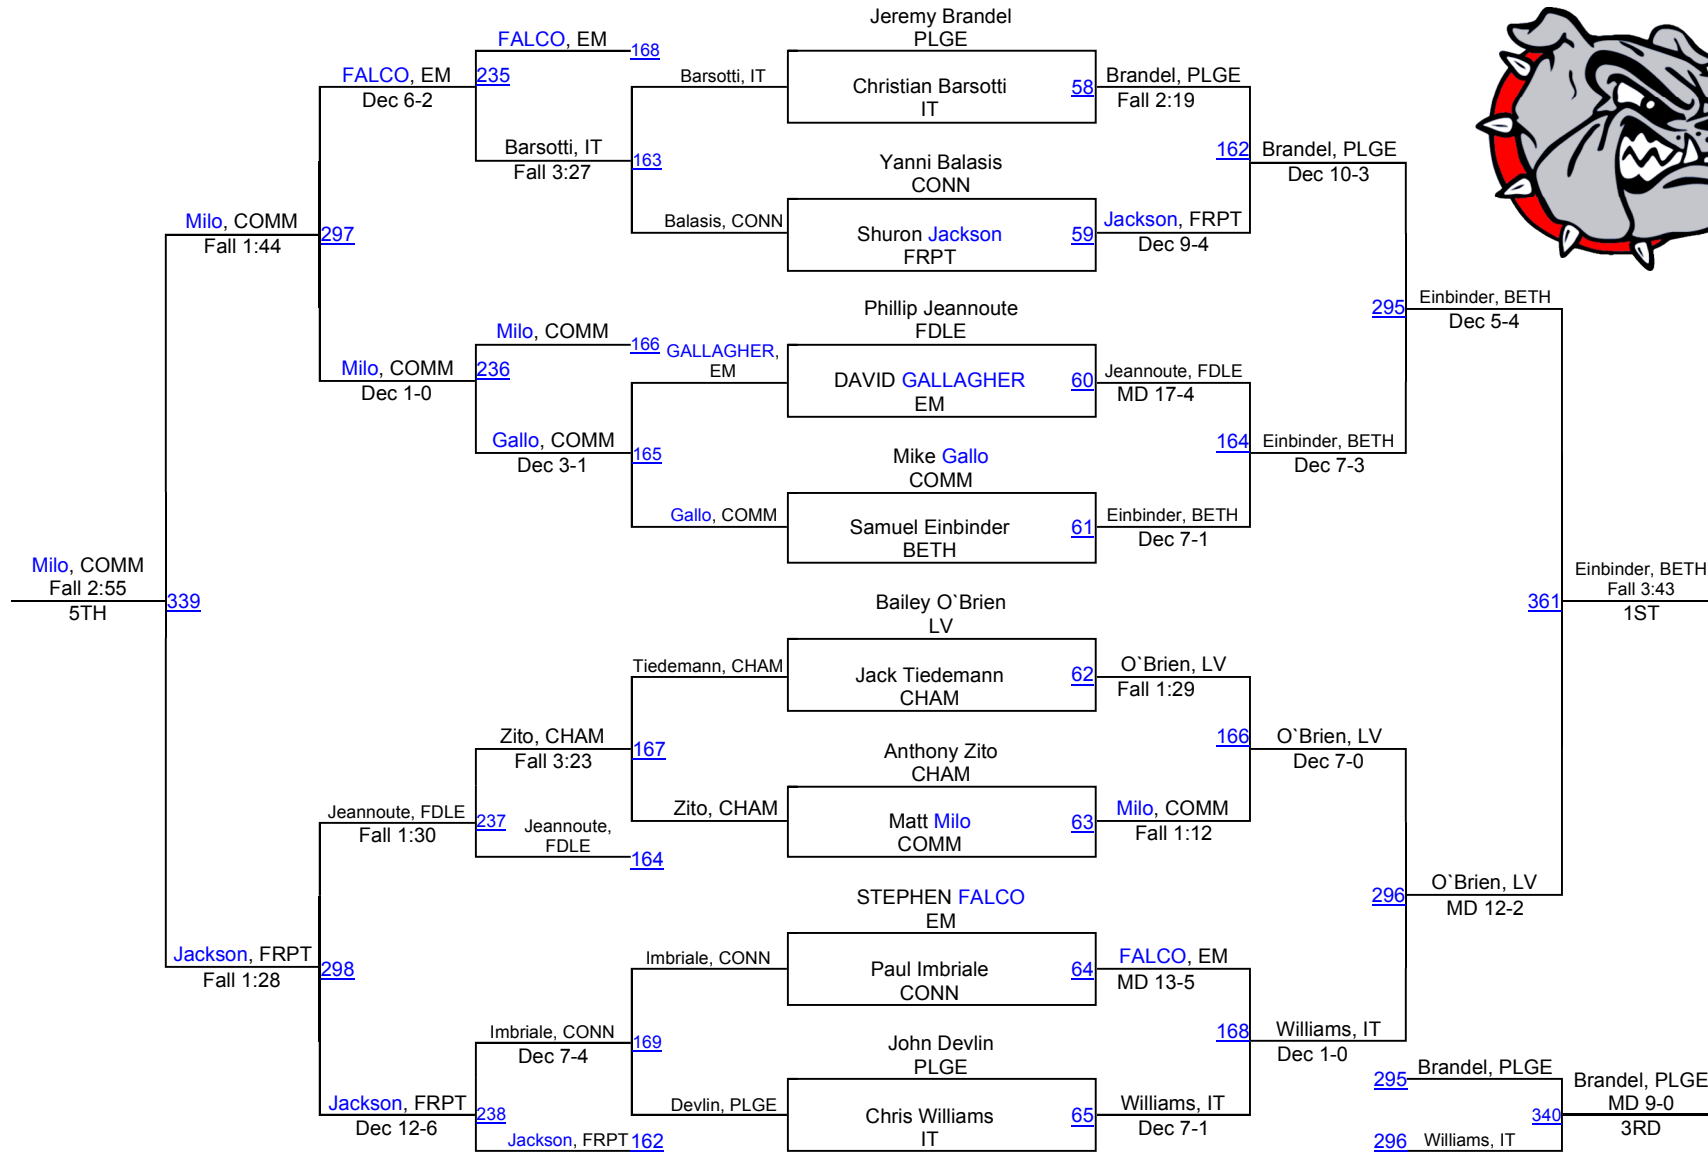 Jeremy Brandel
PLGE
FALCO, EM
168
FALCO, EM
235
Barsotti, IT
Christian Barsotti
58
Brandel, PLGE
Dec 6-2
IT
Fall 2:19
Barsotti, IT
163
Yanni Balasis
162
Brandel, PLGE
Fall 3:27
CONN
Dec 10-3
Milo, COMM
297
Balasis, CONN
Shuron Jackson
59
Jackson, FRPT
Fall 1:44
FRPT
Dec 9-4
Phillip Jeannoute
295
Einbinder, BETH
FDLE
Dec 5-4
Milo, COMM
166
GALLAGHER,
EM
Milo, COMM
236
DAVID GALLAGHER
60
Jeannoute, FDLE
Dec 1-0
EM
MD 17-4
Gallo, COMM
165
Mike Gallo
164
Einbinder, BETH
Dec 3-1
COMM
Dec 7-3
Gallo, COMM
Samuel Einbinder
61
Einbinder, BETH
BETH
Dec 7-1
Milo, COMM
Fall 2:55
339
5TH
Einbinder, BETH
Fall 3:43
361
1ST
Bailey O`Brien
LV
Tiedemann, CHAM
Jack Tiedemann
62
O`Brien, LV
CHAM
Fall 1:29
Zito, CHAM
167
Anthony Zito
166
O`Brien, LV
Fall 3:23
CHAM
Dec 7-0
Jeannoute, FDLE
237
Jeannoute,
FDLE
Zito, CHAM
Matt Milo
63
Milo, COMM
Fall 1:30
COMM
Fall 1:12
164
STEPHEN FALCO
296
O`Brien, LV
EM
MD 12-2
Jackson, FRPT
298
Imbriale, CONN
Paul Imbriale
64
FALCO, EM
Fall 1:28
CONN
MD 13-5
Imbriale, CONN
169
John Devlin
168
Williams, IT
Dec 7-4
PLGE
Dec 1-0
Jackson, FRPT
238
Devlin, PLGE
Chris Williams
65
Williams, IT
Dec 12-6
IT
Dec 7-1
Jackson, FRPT
162
295
Brandel, PLGE
Brandel, PLGE
340
MD 9-0
3RD
296
Williams, IT